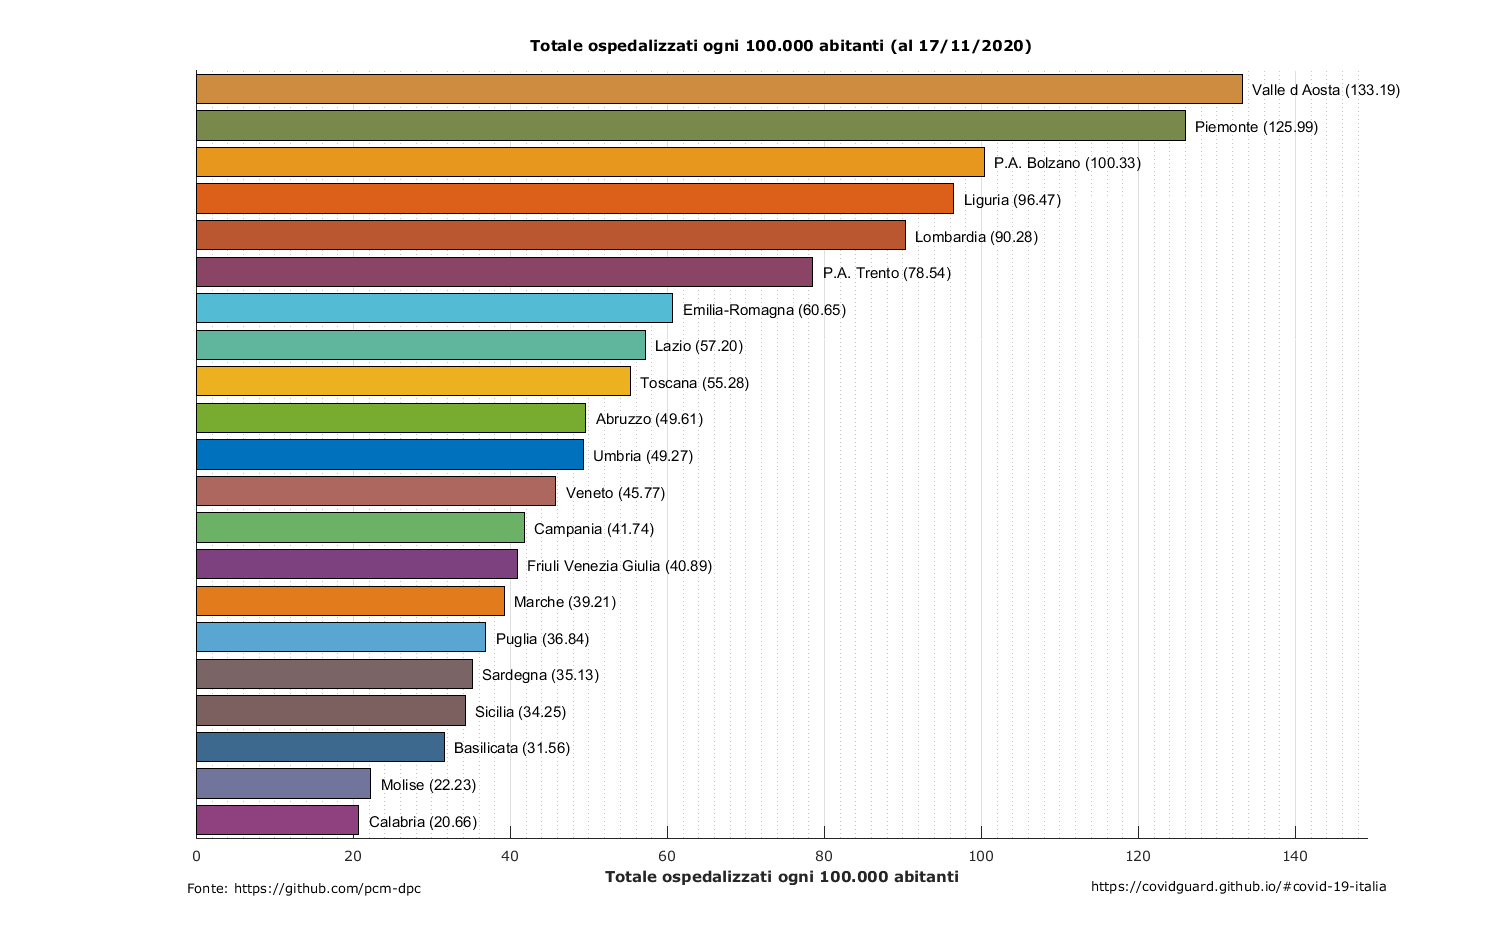 Totale ospedalizzati ogni 100.000 abitanti (al 17/11/2020)
Valle d Aosta (133.19)
Piemonte (125.99)
P.A. Bolzano (100.33)
Liguria (96.47)
Lombardia (90.28)
P.A. Trento (78.54)
Emilia-Romagna (60.65)
Lazio (57.20)
Toscana (55.28)
Abruzzo (49.61)
Umbria (49.27)
Veneto (45.77)
Campania (41.74)
Friuli Venezia Giulia (40.89)
Marche (39.21)
Puglia (36.84)
Sardegna (35.13)
Sicilia (34.25)
Basilicata (31.56)
Molise (22.23)
Calabria (20.66)
0 20 40 60 80 100 120 140
Totale ospedalizzati ogni 100.000 abitanti
Fonte: https://github.com/pcm-dpc
https://covidguard.github.io/#covid-19-italia